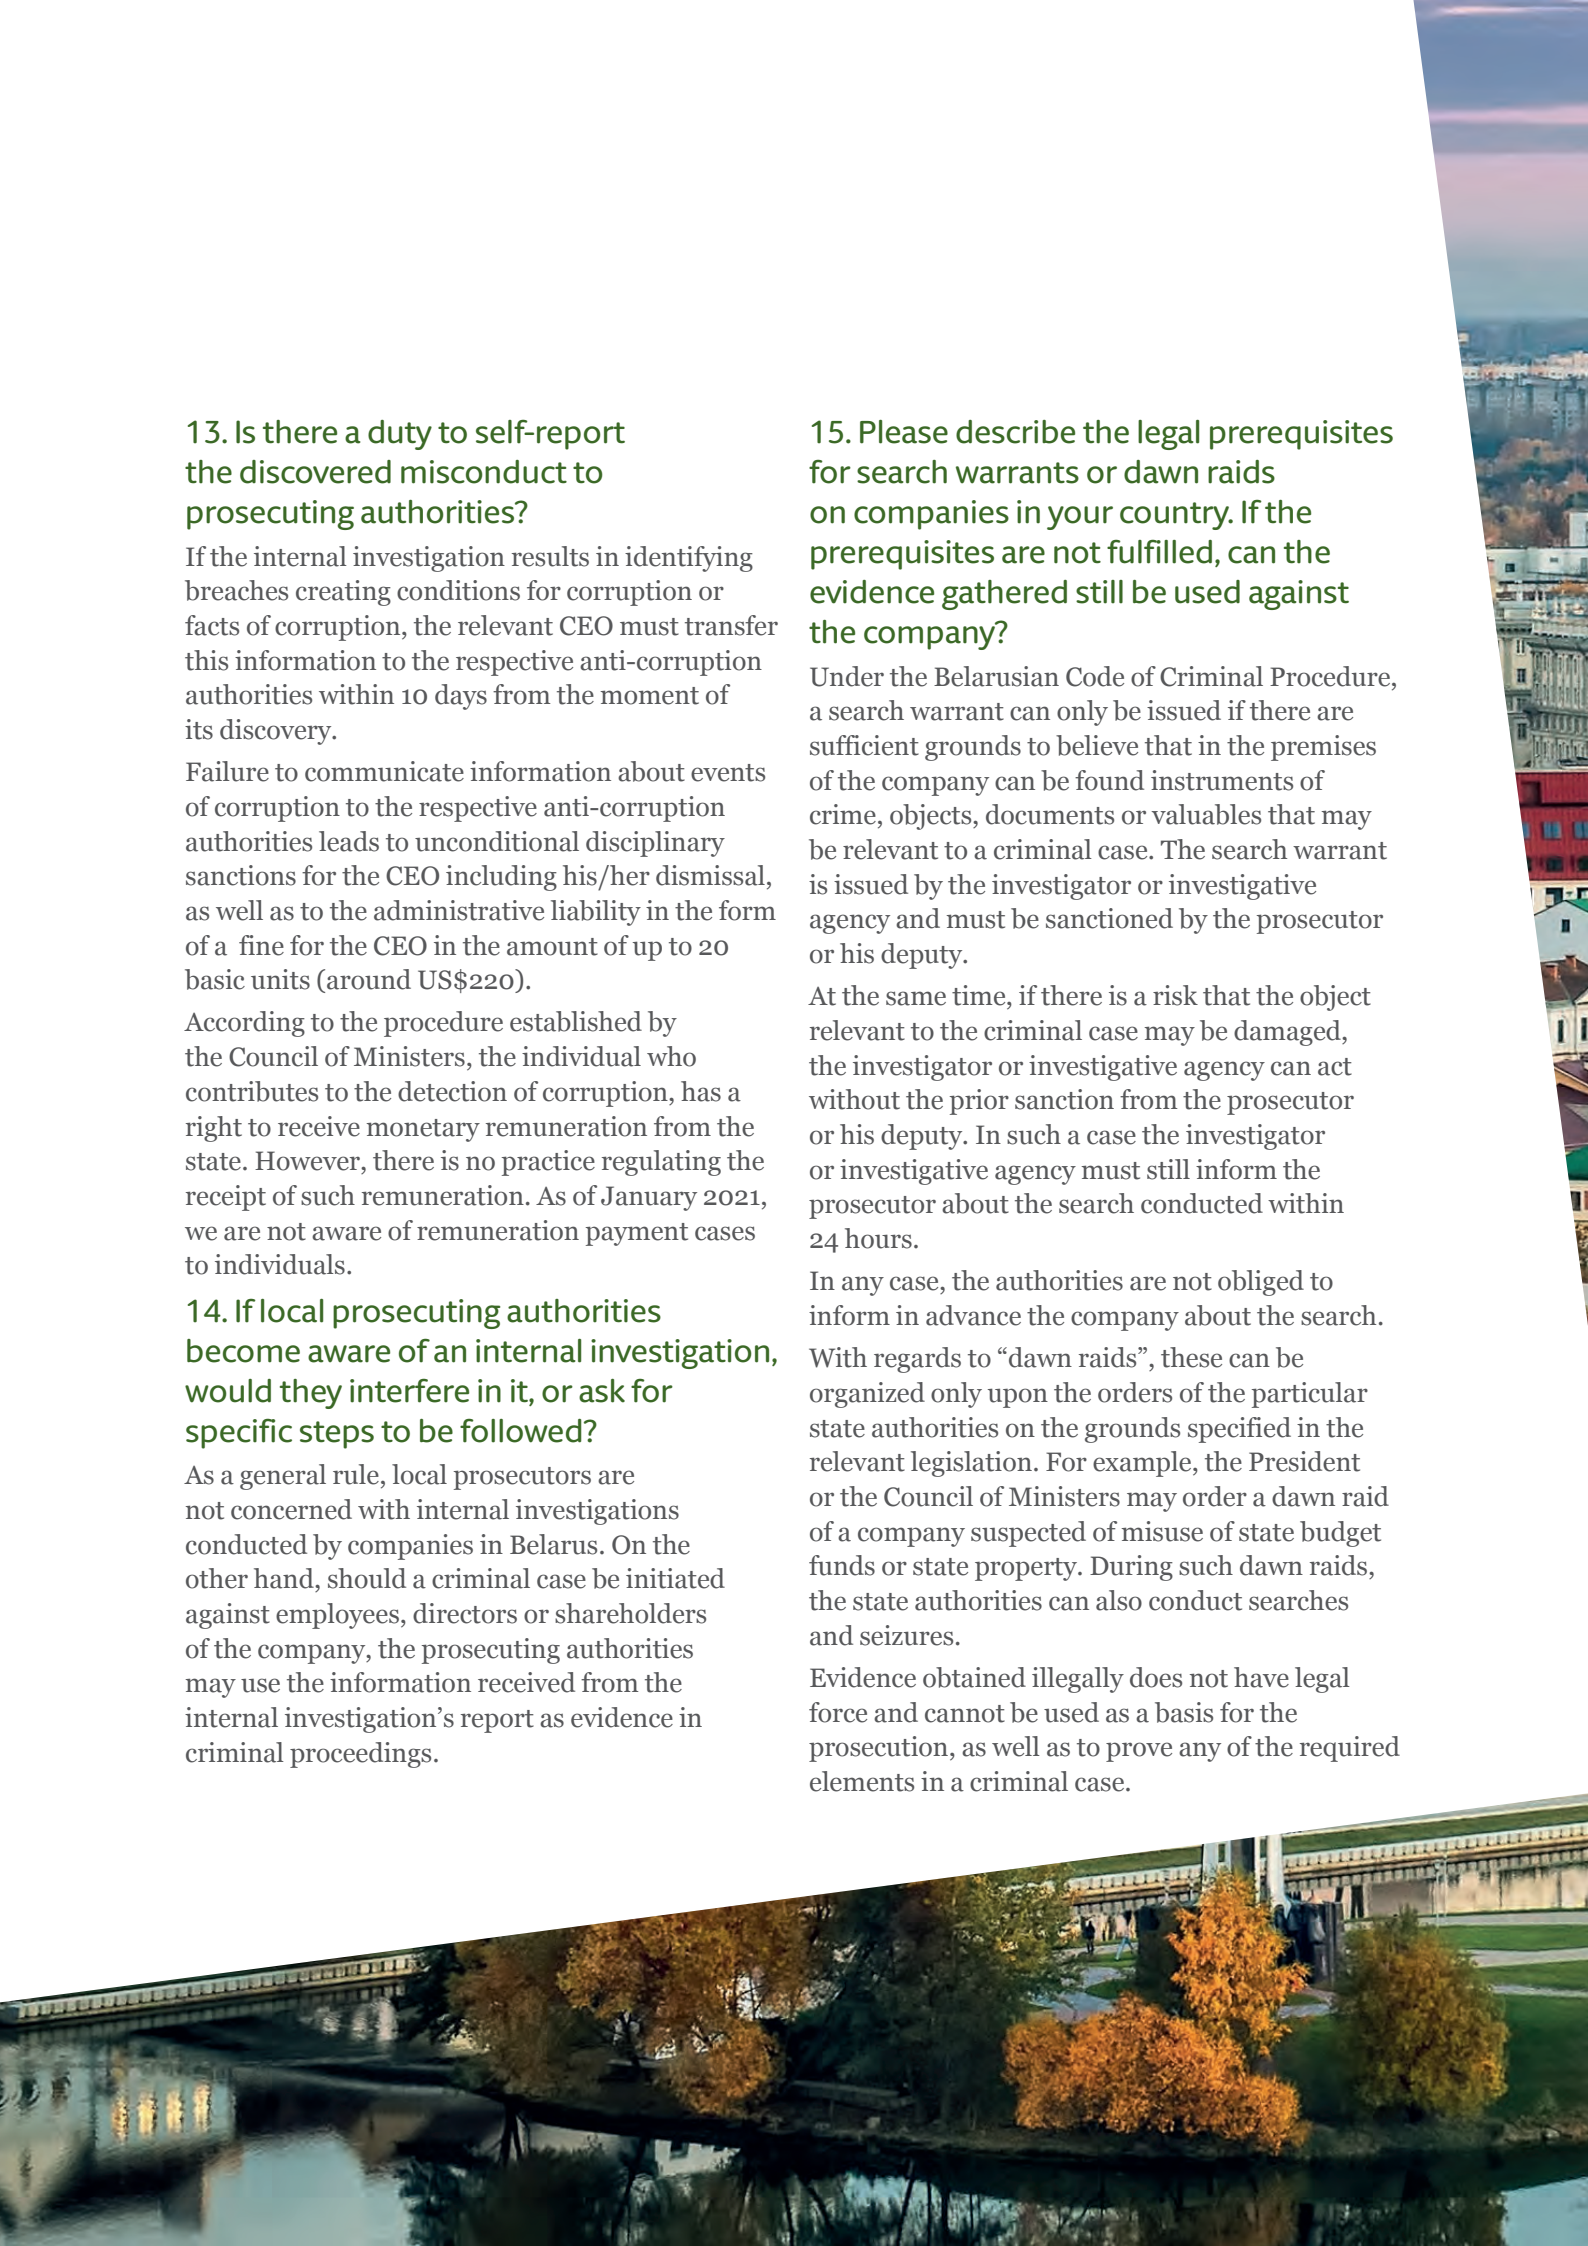 13. Is there a duty to self-report
the discovered misconduct to
prosecuting authorities?
If the internal investigation results in identifying
breaches creating conditions for corruption or
facts of corruption, the relevant CEO must transfer
this information to the respective anti-corruption
authorities within 10 days from the moment of
its discovery.
Failure to communicate information about events
of corruption to the respective anti-corruption
authorities leads to unconditional disciplinary
sanctions for the CEO including his/her dismissal,
as well as to the administrative liability in the form
of a fine for the CEO in the amount of up to 20
basic units (around US$220).
According to the procedure established by
the Council of Ministers, the individual who
contributes to the detection of corruption, has a
right to receive monetary remuneration from the
state. However, there is no practice regulating the
receipt of such remuneration. As of January 2021,
we are not aware of remuneration payment cases
to individuals.
14. If local prosecuting authorities
become aware of an internal investigation,
would they interfere in it, or ask for
specific steps to be followed?
As a general rule, local prosecutors are
not concerned with internal investigations
conducted by companies in Belarus. On the
other hand, should a criminal case be initiated
against employees, directors or shareholders
of the company, the prosecuting authorities
may use the information received from the
internal investigation’s report as evidence in
criminal proceedings.
15. Please describe the legal prerequisites
for search warrants or dawn raids
on companies in your country. If the
prerequisites are not fulfilled, can the
evidence gathered still be used against
the company?
Under the Belarusian Code of Criminal Procedure,
a search warrant can only be issued if there are
sufficient grounds to believe that in the premises
of the company can be found instruments of
crime, objects, documents or valuables that may
be relevant to a criminal case. The search warrant
is issued by the investigator or investigative
agency and must be sanctioned by the prosecutor
or his deputy.
At the same time, if there is a risk that the object
relevant to the criminal case may be damaged,
the investigator or investigative agency can act
without the prior sanction from the prosecutor
or his deputy. In such a case the investigator
or investigative agency must still inform the
prosecutor about the search conducted within
24 hours.
In any case, the authorities are not obliged to
inform in advance the company about the search.
With regards to “dawn raids”, these can be
organized only upon the orders of the particular
state authorities on the grounds specified in the
relevant legislation. For example, the President
or the Council of Ministers may order a dawn raid
of a company suspected of misuse of state budget
funds or state property. During such dawn raids,
the state authorities can also conduct searches
and seizures.
Evidence obtained illegally does not have legal
force and cannot be used as a basis for the
prosecution, as well as to prove any of the required
elements in a criminal case.